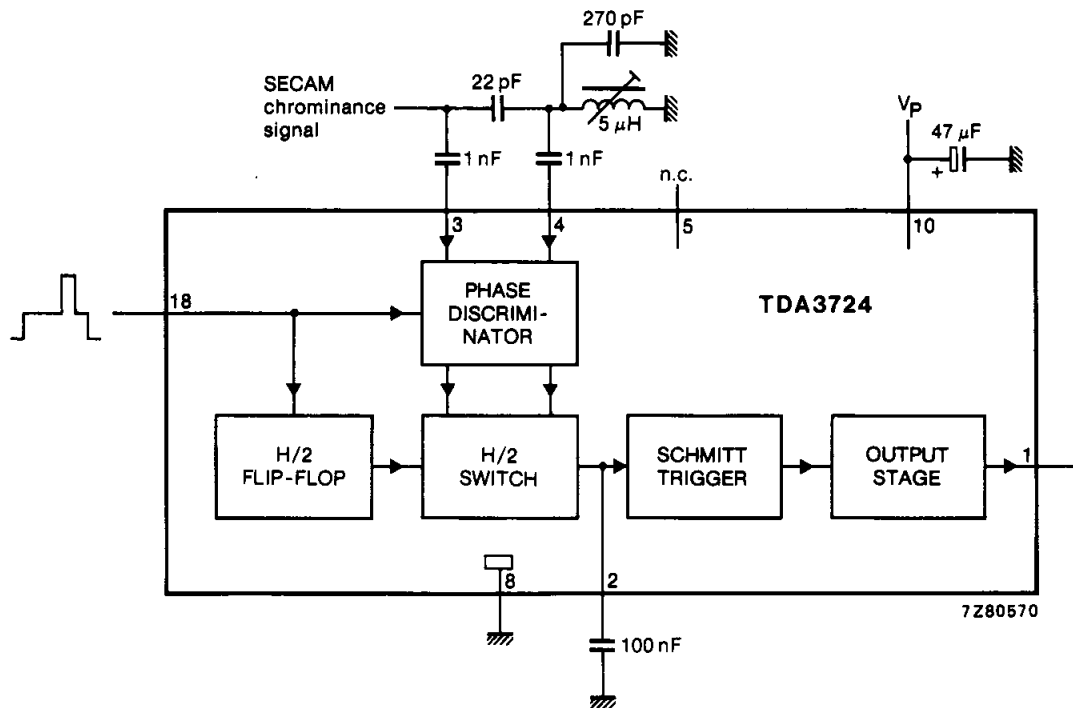 270 pF
SECAM
chrominance
signal
22 pF
5 µH
1 nF
1 nF
n.c.
Vp
47 µF
+
3
4
5
10
18
PHASE
DISCRIMI-
NATOR
TDA3724
H/2
FLIP-FLOP
H/2
SWITCH
SCHMITT
TRIGGER
OUTPUT
STAGE
1
8
2
7Z80570
100 nF